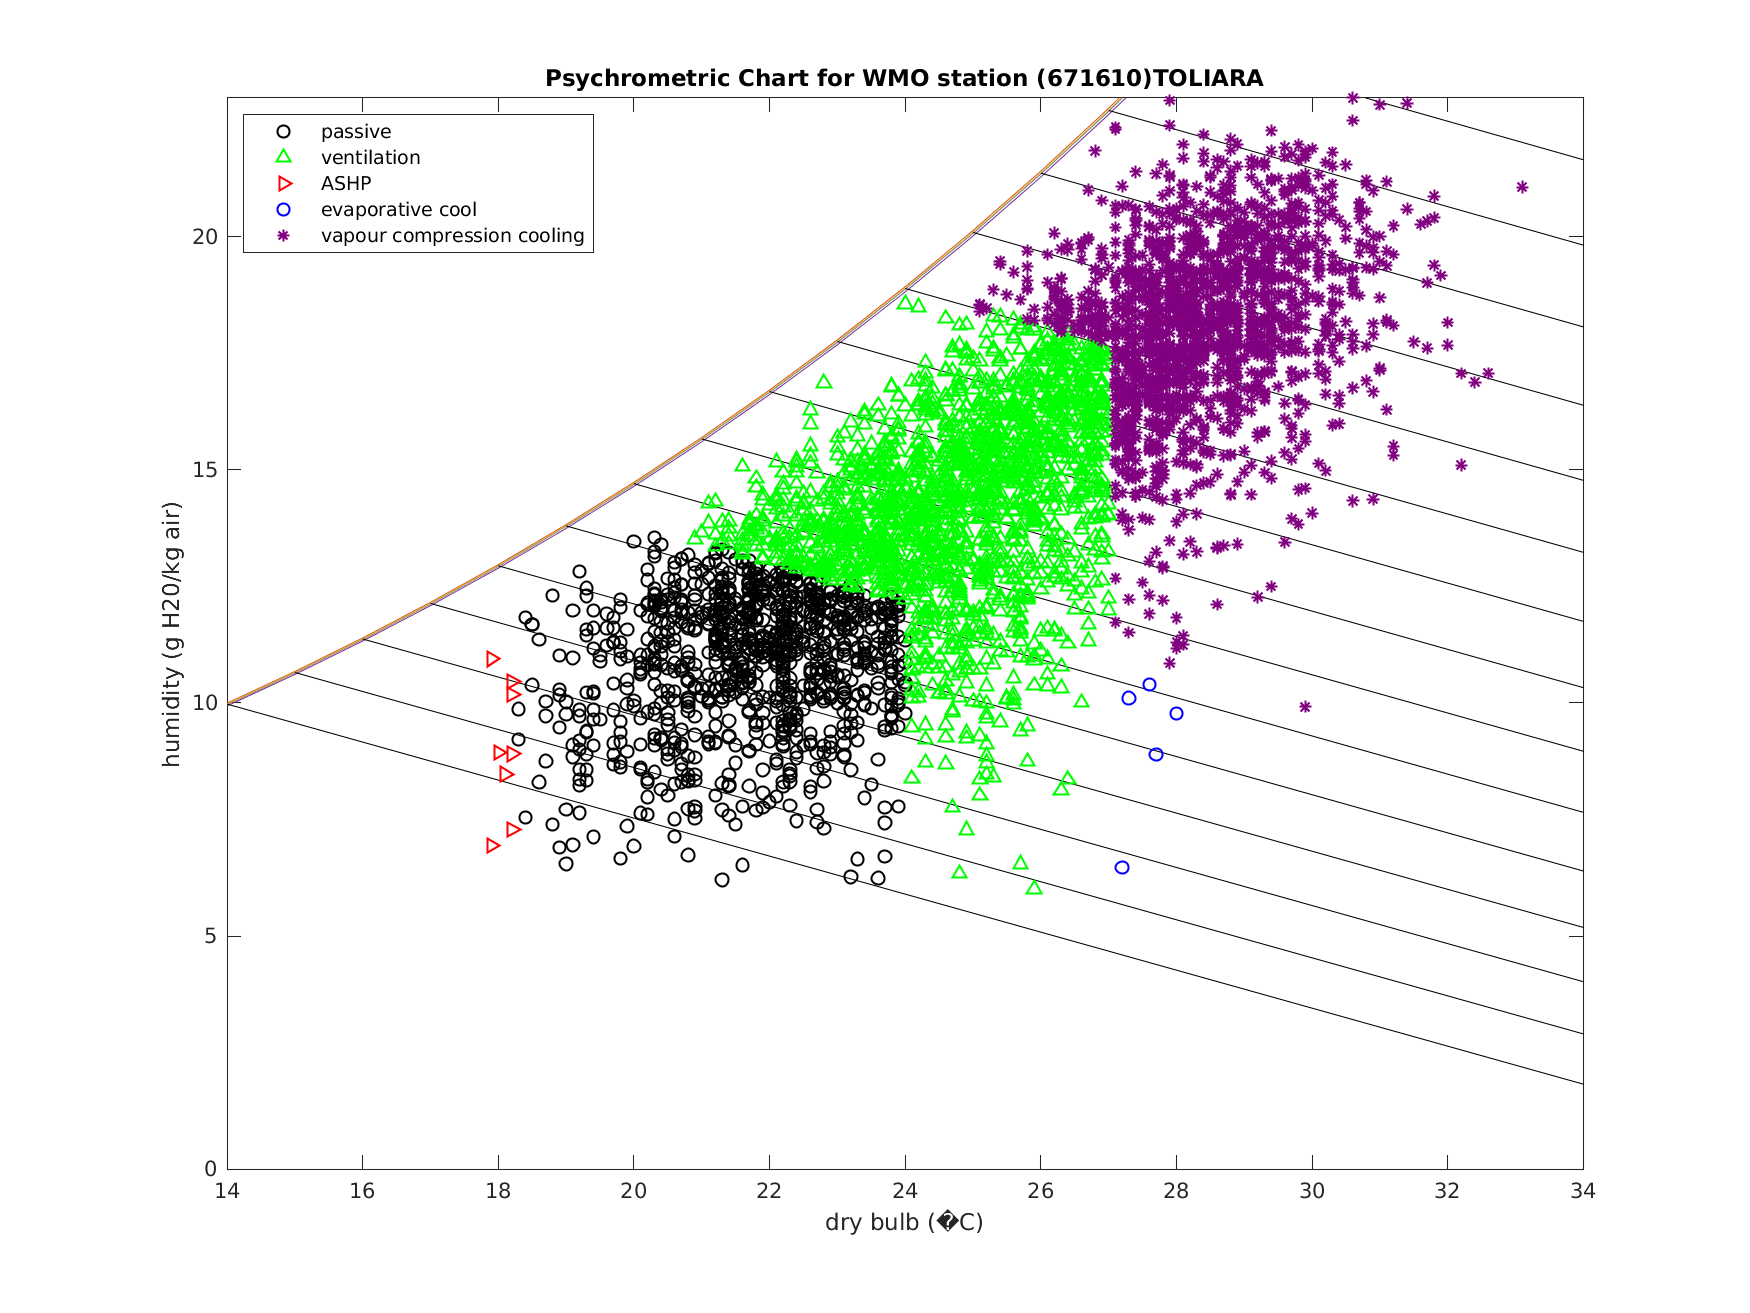 Psychrometric Chart for WMO station (671610)TOLIARA
passive
ventilation
ASHP
evaporative cool
vapour compression cooling
humidity (g H20/kg air)
20
15
10
5
0
14 16 18 20 22 24 26 28 30 32 34
dry bulb (�C)